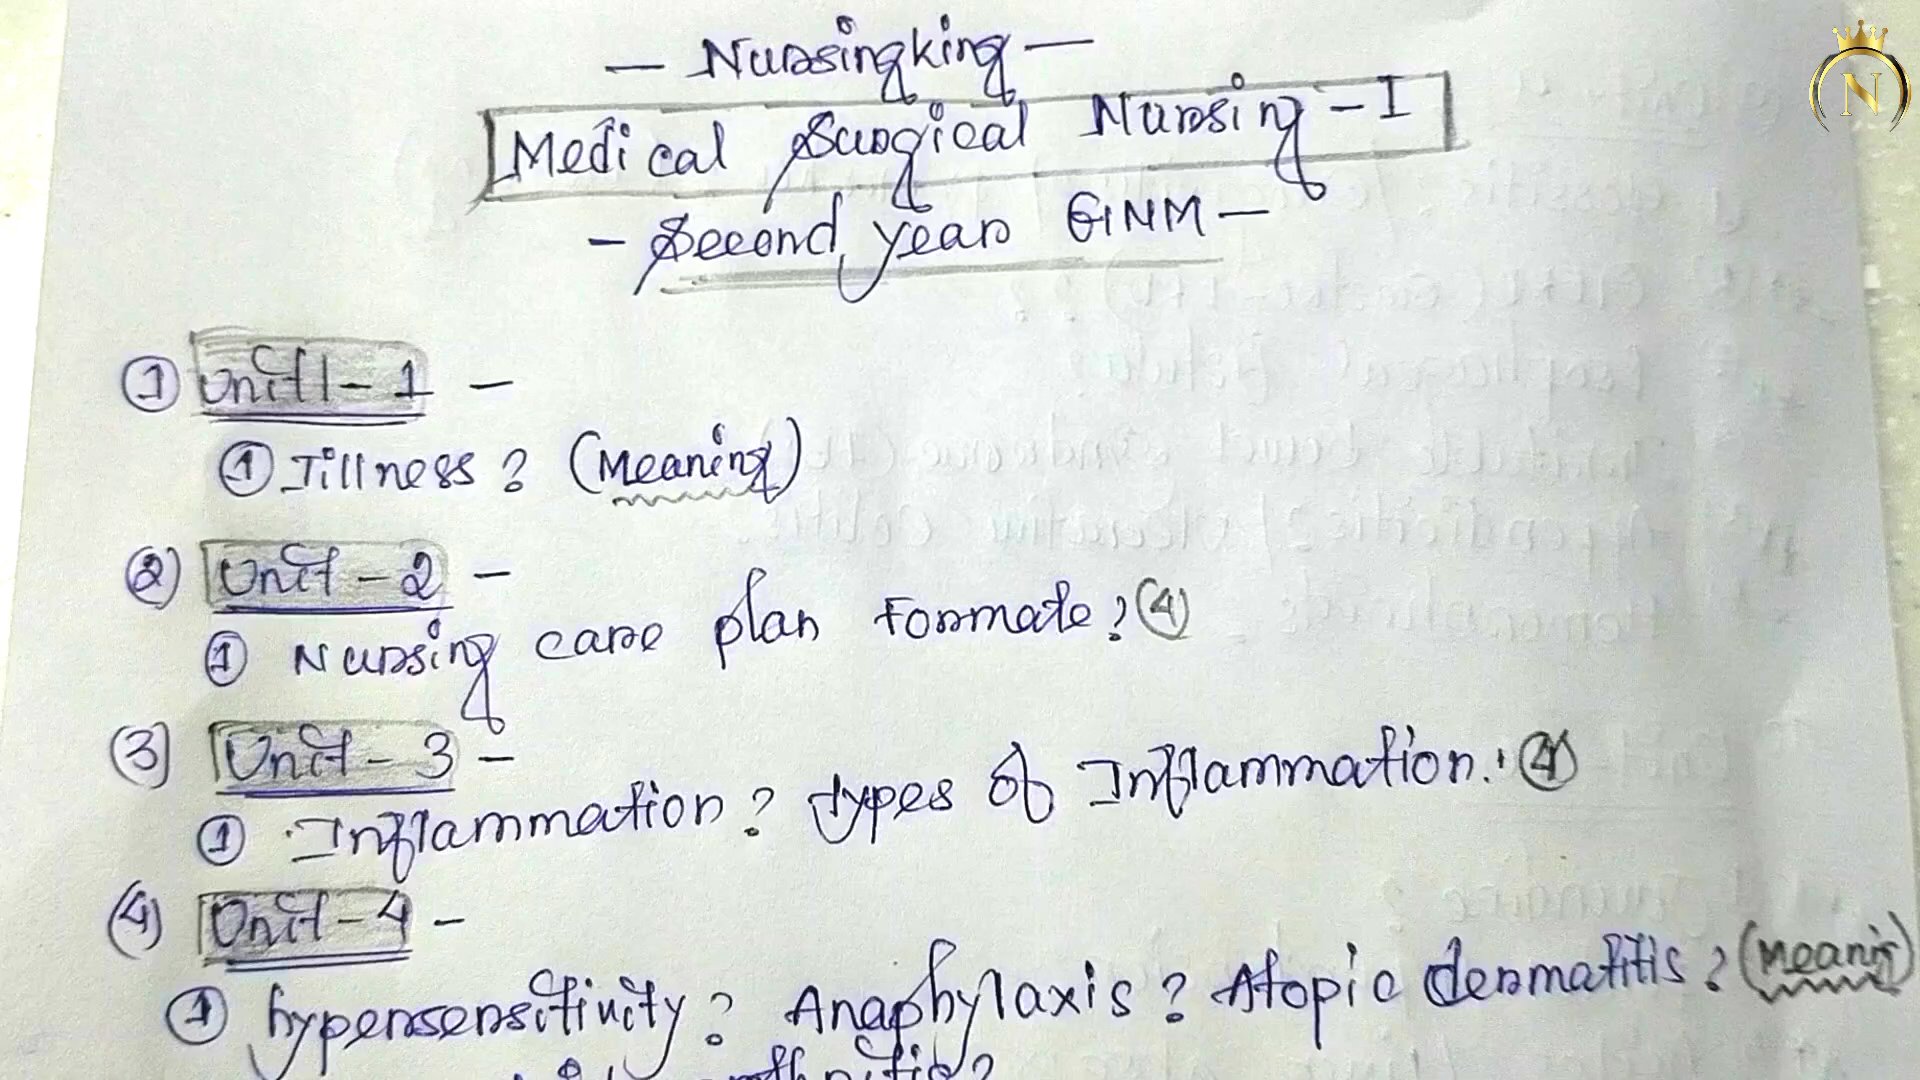 — Nursingking —
Medical Surgical Nursing - I
- Second year GNM -
① Unit - 1 -
① Illness ? (Meaning)
② Unit - 2 -
① Nursing care plan Formate ? ④
③ Unit - 3 -
① Inflammation ? types of Inflammation. ④
④ Unit - 4 -
① hypersensitivity ? Anaphylaxis ? Atopic dermatitis ? (Meanig)
N